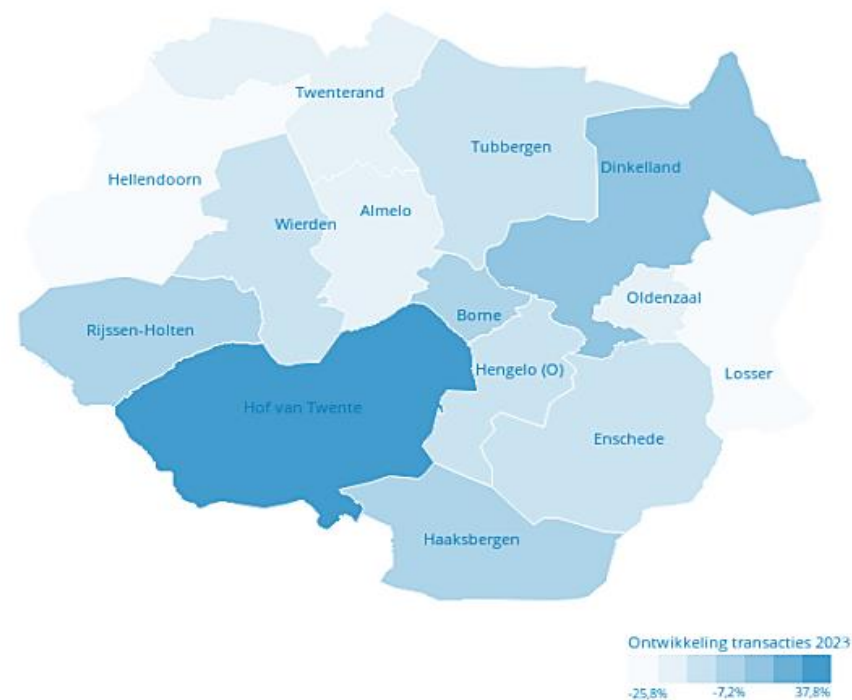 Twenterand
Tubbergen
Dinkelland
Hellendoorn
Almelo
Wierden
Oldenzaal
Borne
Rijssen-Holten
Hengelo (O)
Losser
Hof van Twente
Enschede
Haaksbergen
Ontwikkeling transacties 2023
-25,8% -7,2% 37,8%